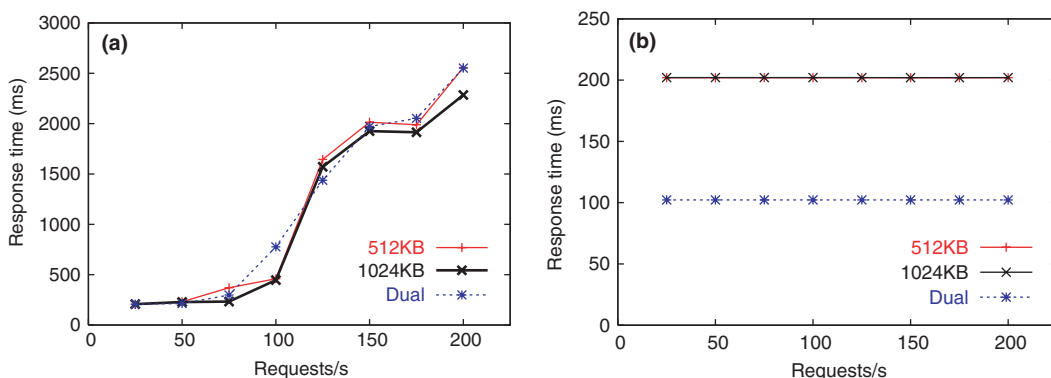 (a)
Response time (ms)
3000
2500
2000
1500
1000
500
0
0 50 100 150 200
Requests/s
512KB
1024KB
Dual
(b)
Response time (ms)
250
200
150
100
50
0
0 50 100 150 200
Requests/s
512KB
1024KB
Dual